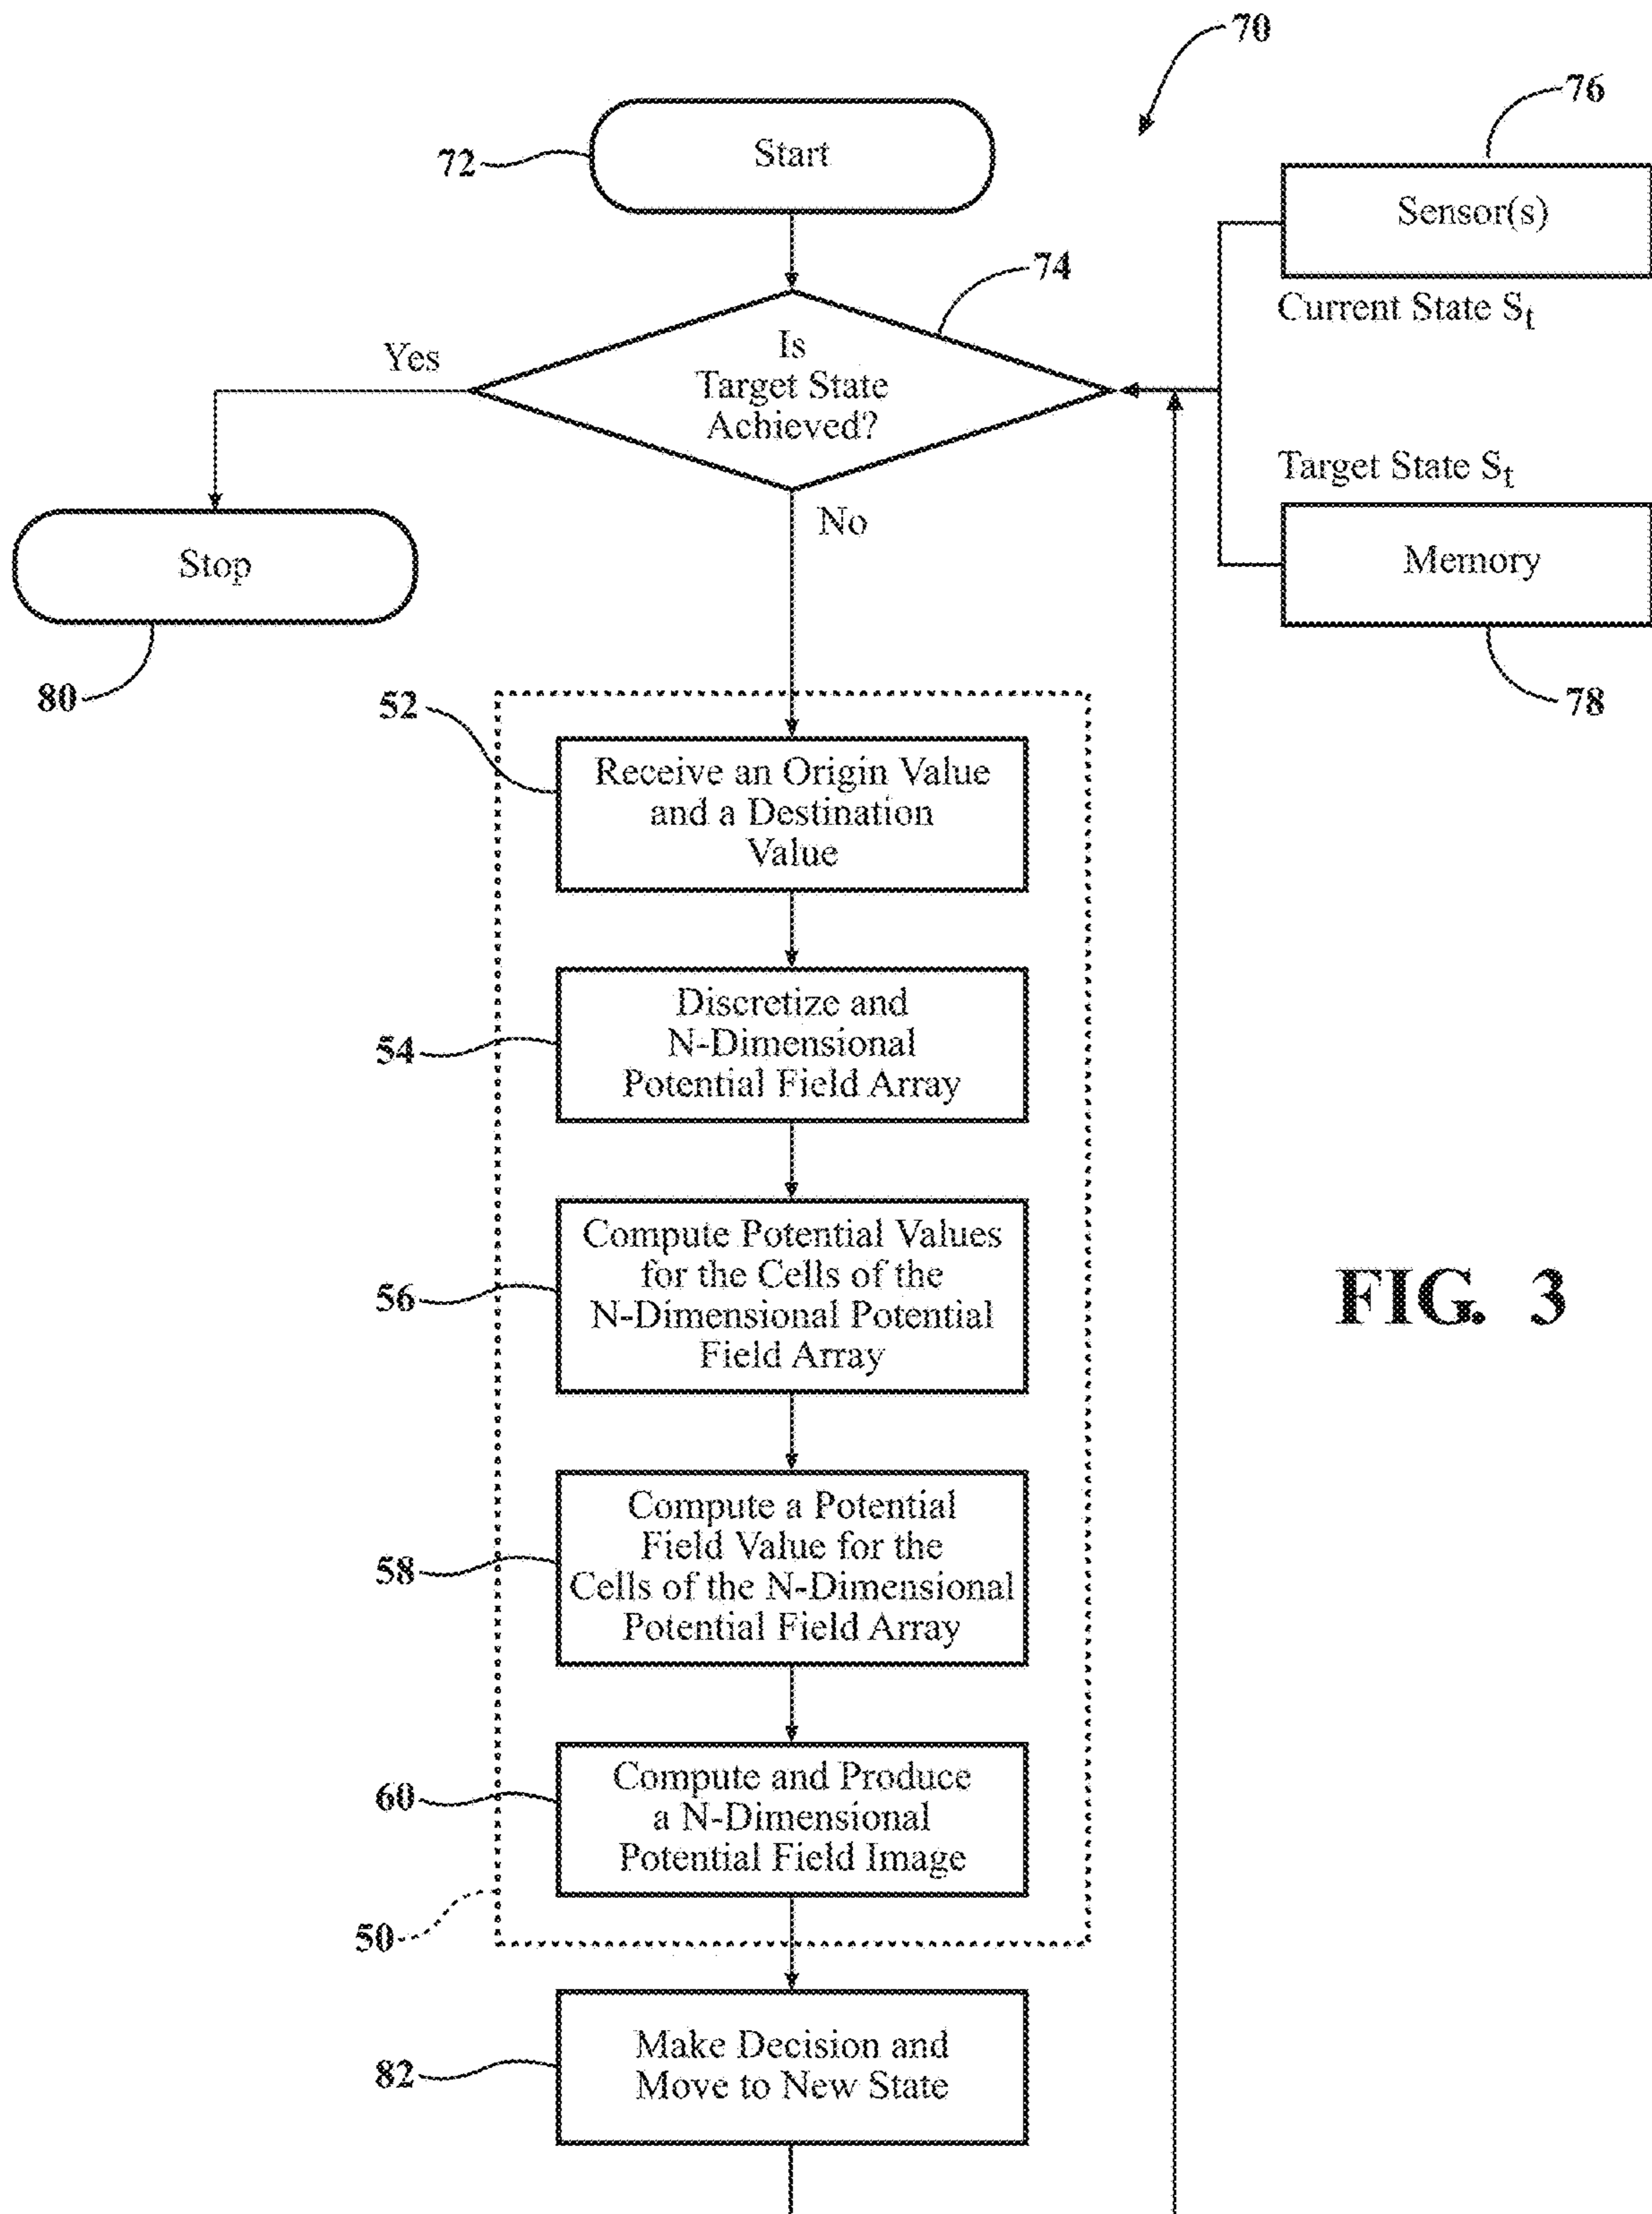 70
76
72
Start
Sensor(s)
74
Current State St
Yes
Is
Target State
Achieved?
Target State St
No
Stop
Memory
80
78
52
Receive an Origin Value
and a Destination
Value
54
Discretize and
N-Dimensional
Potential Field Array
56
Compute Potential Values
for the Cells of the
N-Dimensional Potential
Field Array
FIG. 3
58
Compute a Potential
Field Value for the
Cells of the N-Dimensional
Potential Field Array
60
Compute and Produce
a N-Dimensional
Potential Field Image
50
82
Make Decision and
Move to New State